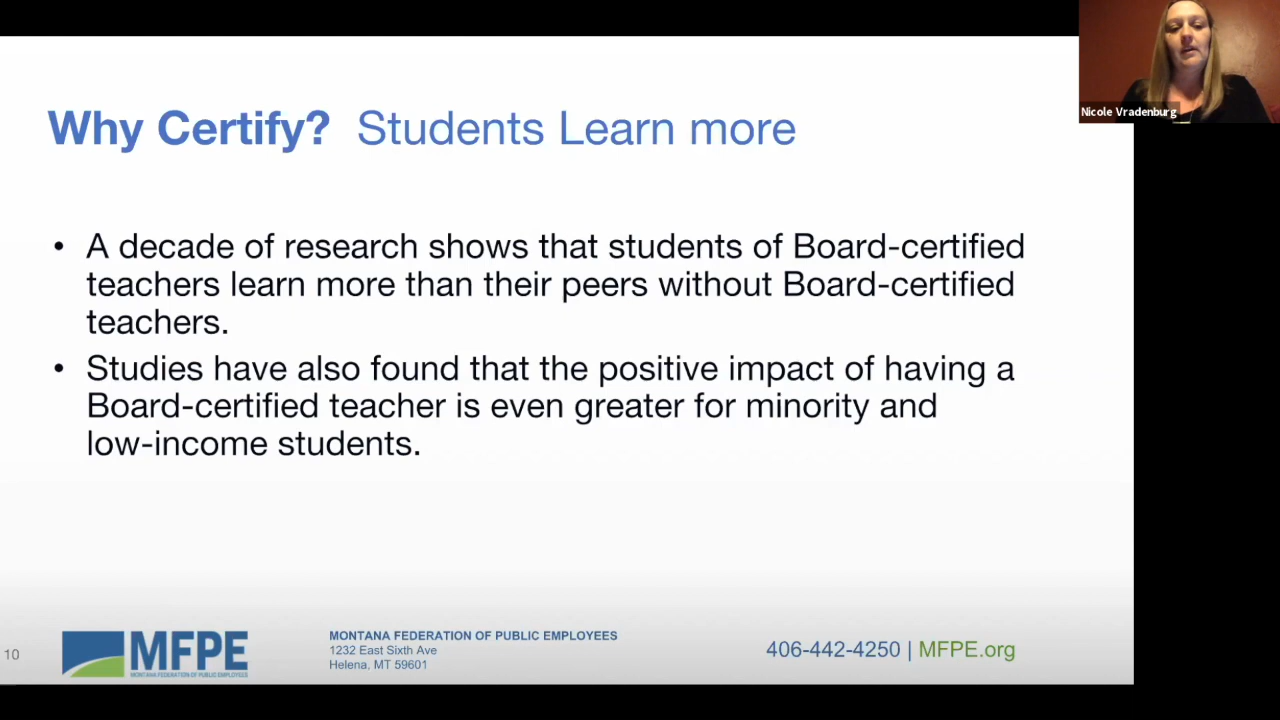 Nicole Vradenburg
Why Certify? Students Learn more
• A decade of research shows that students of Board-certified
teachers learn more than their peers without Board-certified
teachers.
• Studies have also found that the positive impact of having a
Board-certified teacher is even greater for minority and
low-income students.
10
MFPE
MONTANA FEDERATION OF PUBLIC EMPLOYEES
MONTANA FEDERATION OF PUBLIC EMPLOYEES
1232 East Sixth Ave
Helena, MT 59601
406-442-4250 | MFPE.org